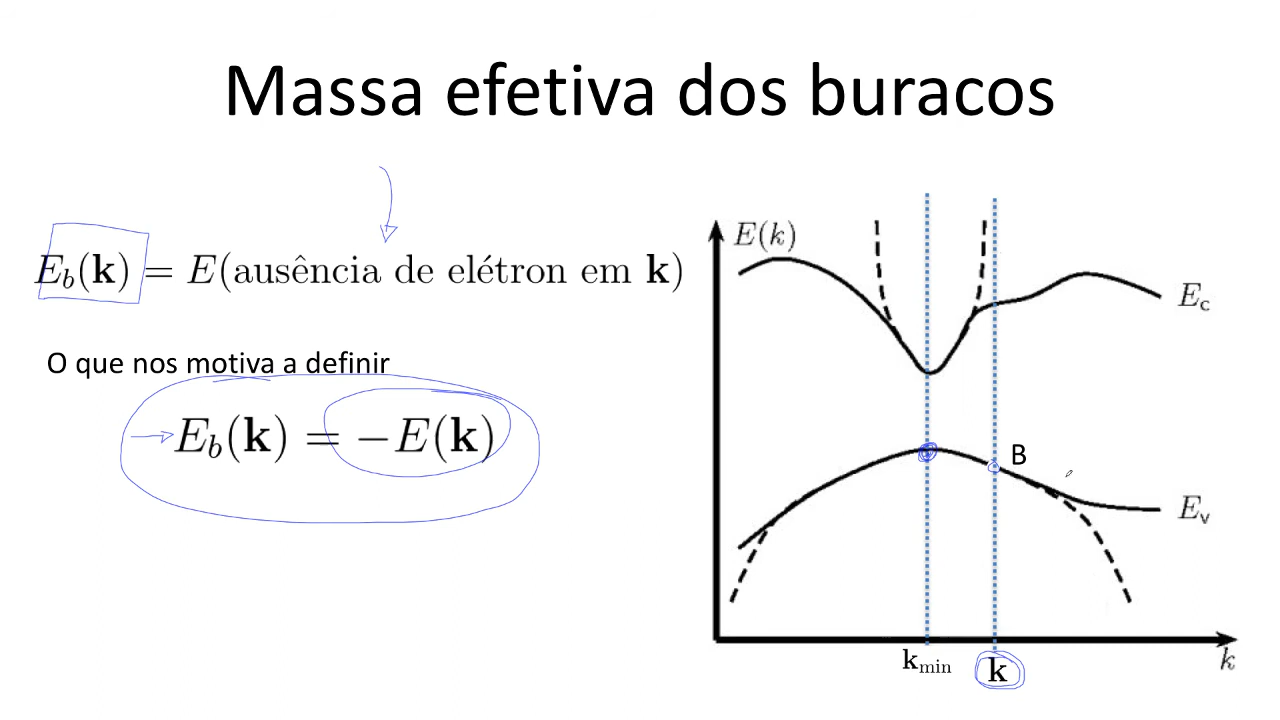 Massa efetiva dos buracos
E_b(k) = E(ausência de elétron em k)
O que nos motiva a definir
E_b(k) = −E(k)
E(k)
E_c
B
E_v
k_min
k
k